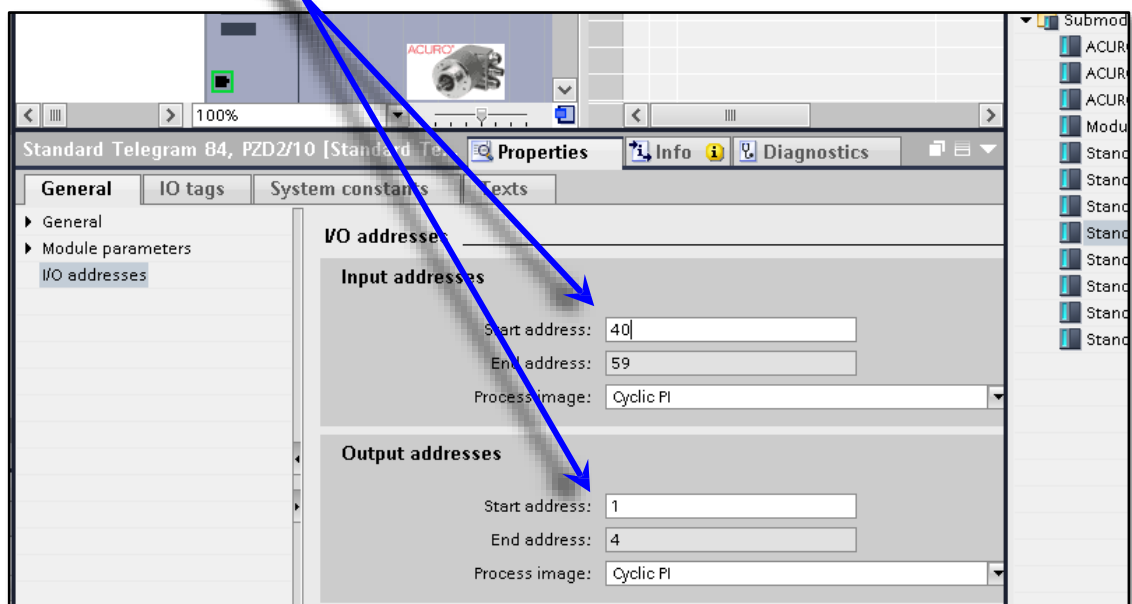 Submod
ACURO
ACUR
ACUR
ACUR
Modu
100%
Standard Telegram 84, PZD2/10 [Standard Te
Properties
Info
Diagnostics
Stand
General
IO tags
System constants
Texts
Stand
General
Stand
Module parameters
I/O addresses
Stand
I/O addresses
Stand
Input addresses
Stand
Stand
Start address:
40
Stand
End address:
59
Process image:
Cyclic PI
Output addresses
Start address:
1
End address:
4
Process image:
Cyclic PI